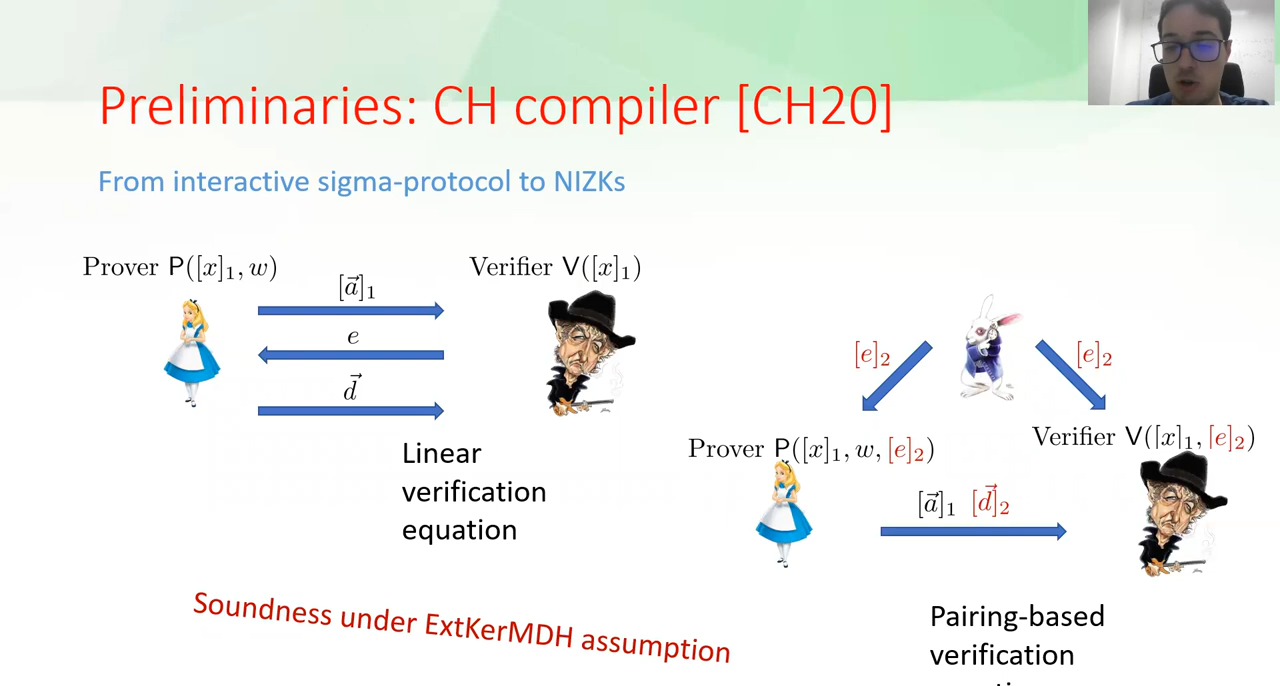 Preliminaries: CH compiler [CH20]
From interactive sigma-protocol to NIZKs
Prover P([x]₁, w)
Verifier V([x]₁)
[a⃗]₁
e
d⃗
Linear
verification
equation
[e]₂
[e]₂
Prover P([x]₁, w, [e]₂)
Verifier V([x]₁, [e]₂)
[a⃗]₁ [d⃗]₂
Pairing-based
verification
Soundness under ExtKerMDH assumption